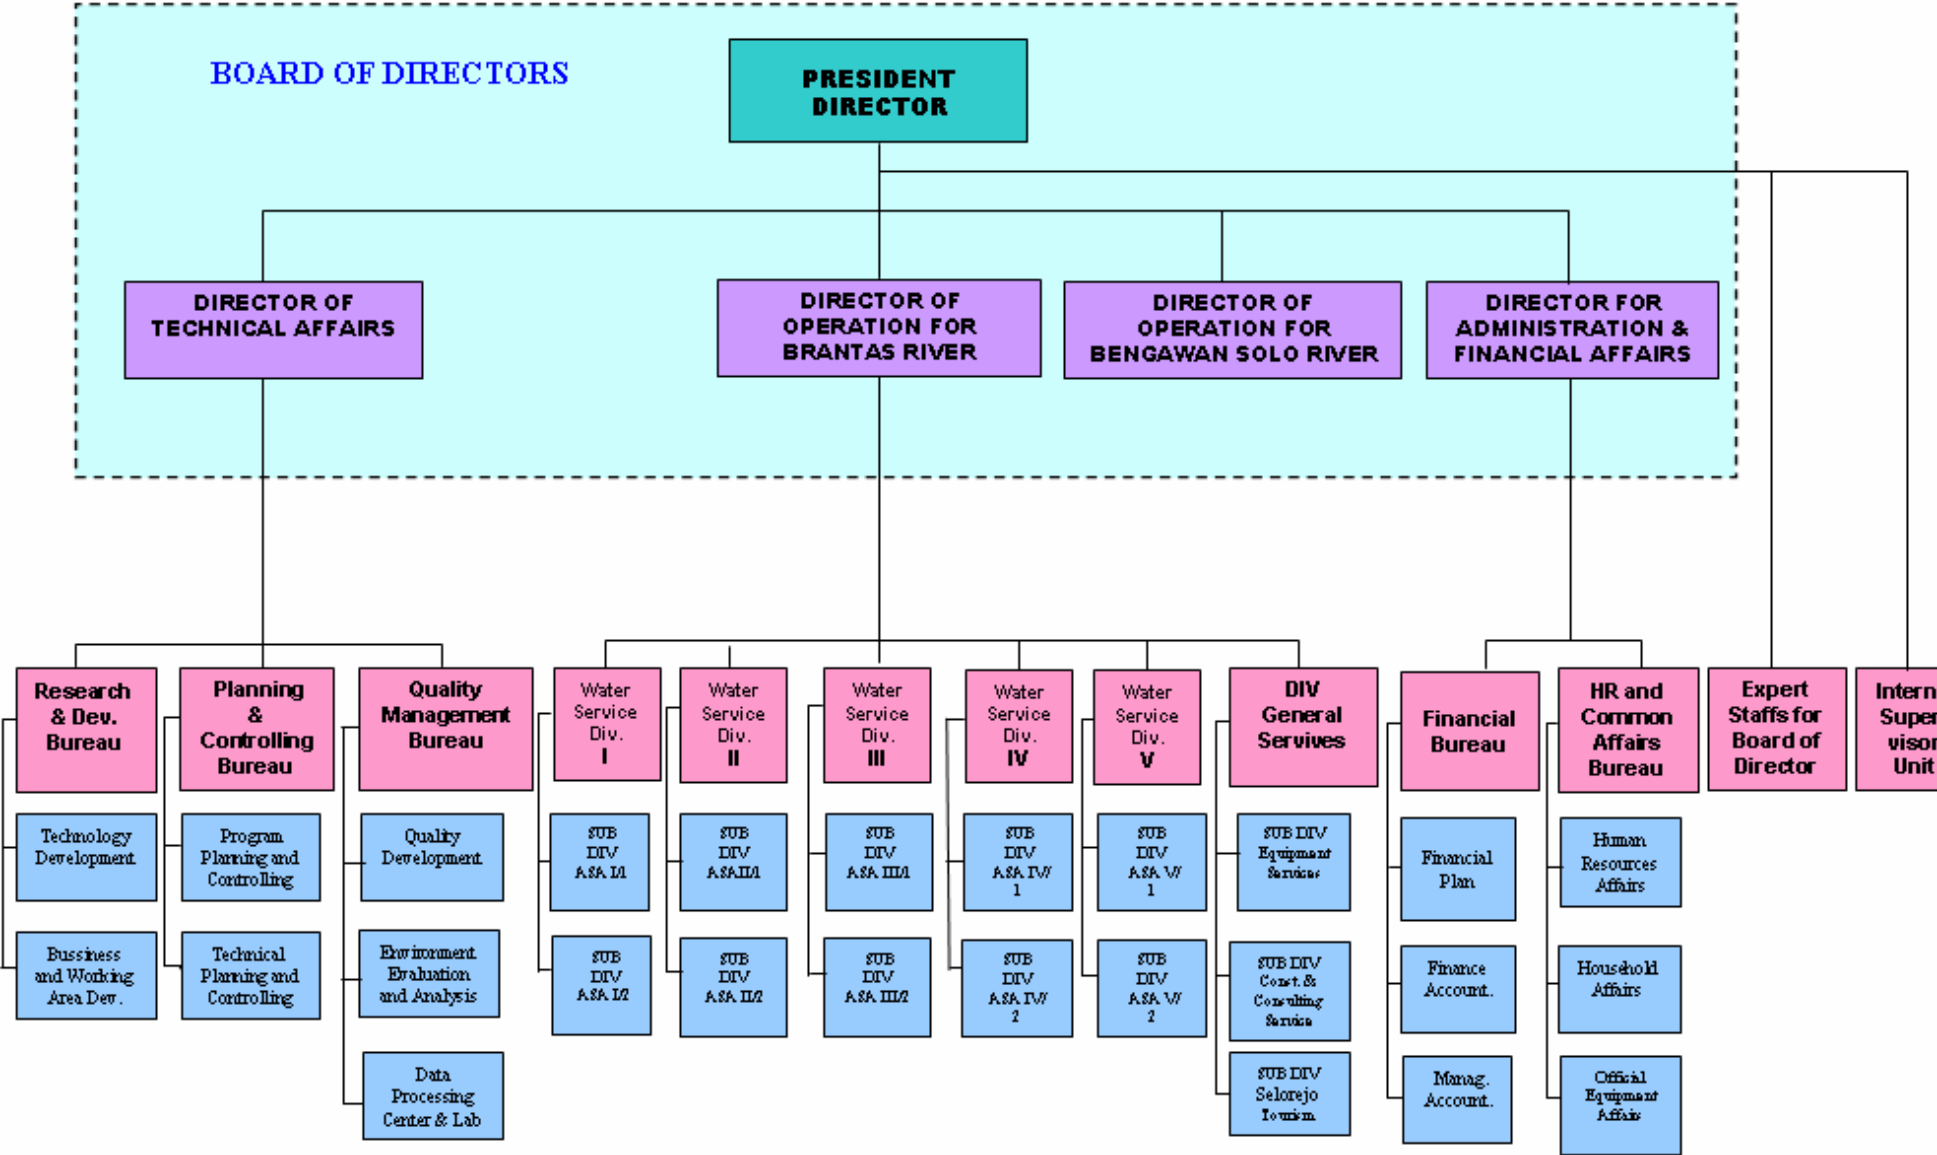 BOARD OF DIRECTORS
PRESIDENT
DIRECTOR
DIRECTOR OF
TECHNICAL AFFAIRS
DIRECTOR OF
OPERATION FOR
BRANTAS RIVER
DIRECTOR OF
OPERATION FOR
BENGAWAN SOLO RIVER
DIRECTOR FOR
ADMINISTRATION &
FINANCIAL AFFAIRS
Research
& Dev.
Bureau
Planning
&
Controlling
Bureau
Quality
Management
Bureau
Water
Service
Div.
I
Water
Service
Div.
II
Water
Service
Div.
III
Water
Service
Div.
IV
Water
Service
Div.
V
DIV
General
Servives
Financial
Bureau
HR and
Common
Affairs
Bureau
Expert
Staffs for
Board of
Director
Intern
Super
visor
Unit
Technology
Development
Program
Planning and
Controlling
Quality
Development
SUB
DIV
ASA I/1
SUB
DIV
ASAII/1
SUB
DIV
ASA III/1
SUB
DIV
ASA IV/
1
SUB
DIV
ASA V/
1
SUB DIV
Equipment
Services
Financial
Plan
Human
Resources
Affairs
Bussiness
and Working
Area Dev.
Technical
Planning and
Controlling
Environment
Evaluation
and Analysis
SUB
DIV
ASA I/2
SUB
DIV
ASA II/2
SUB
DIV
ASA III/2
SUB
DIV
ASA IV/
2
SUB
DIV
ASA V/
2
SUB DIV
Const. &
Consulting
Service
Finance
Account.
Household
Affairs
Data
Processing
Center & Lab
SUB DIV
Selorejo
Tourism
Manag.
Account.
Official
Equipment
Affairs